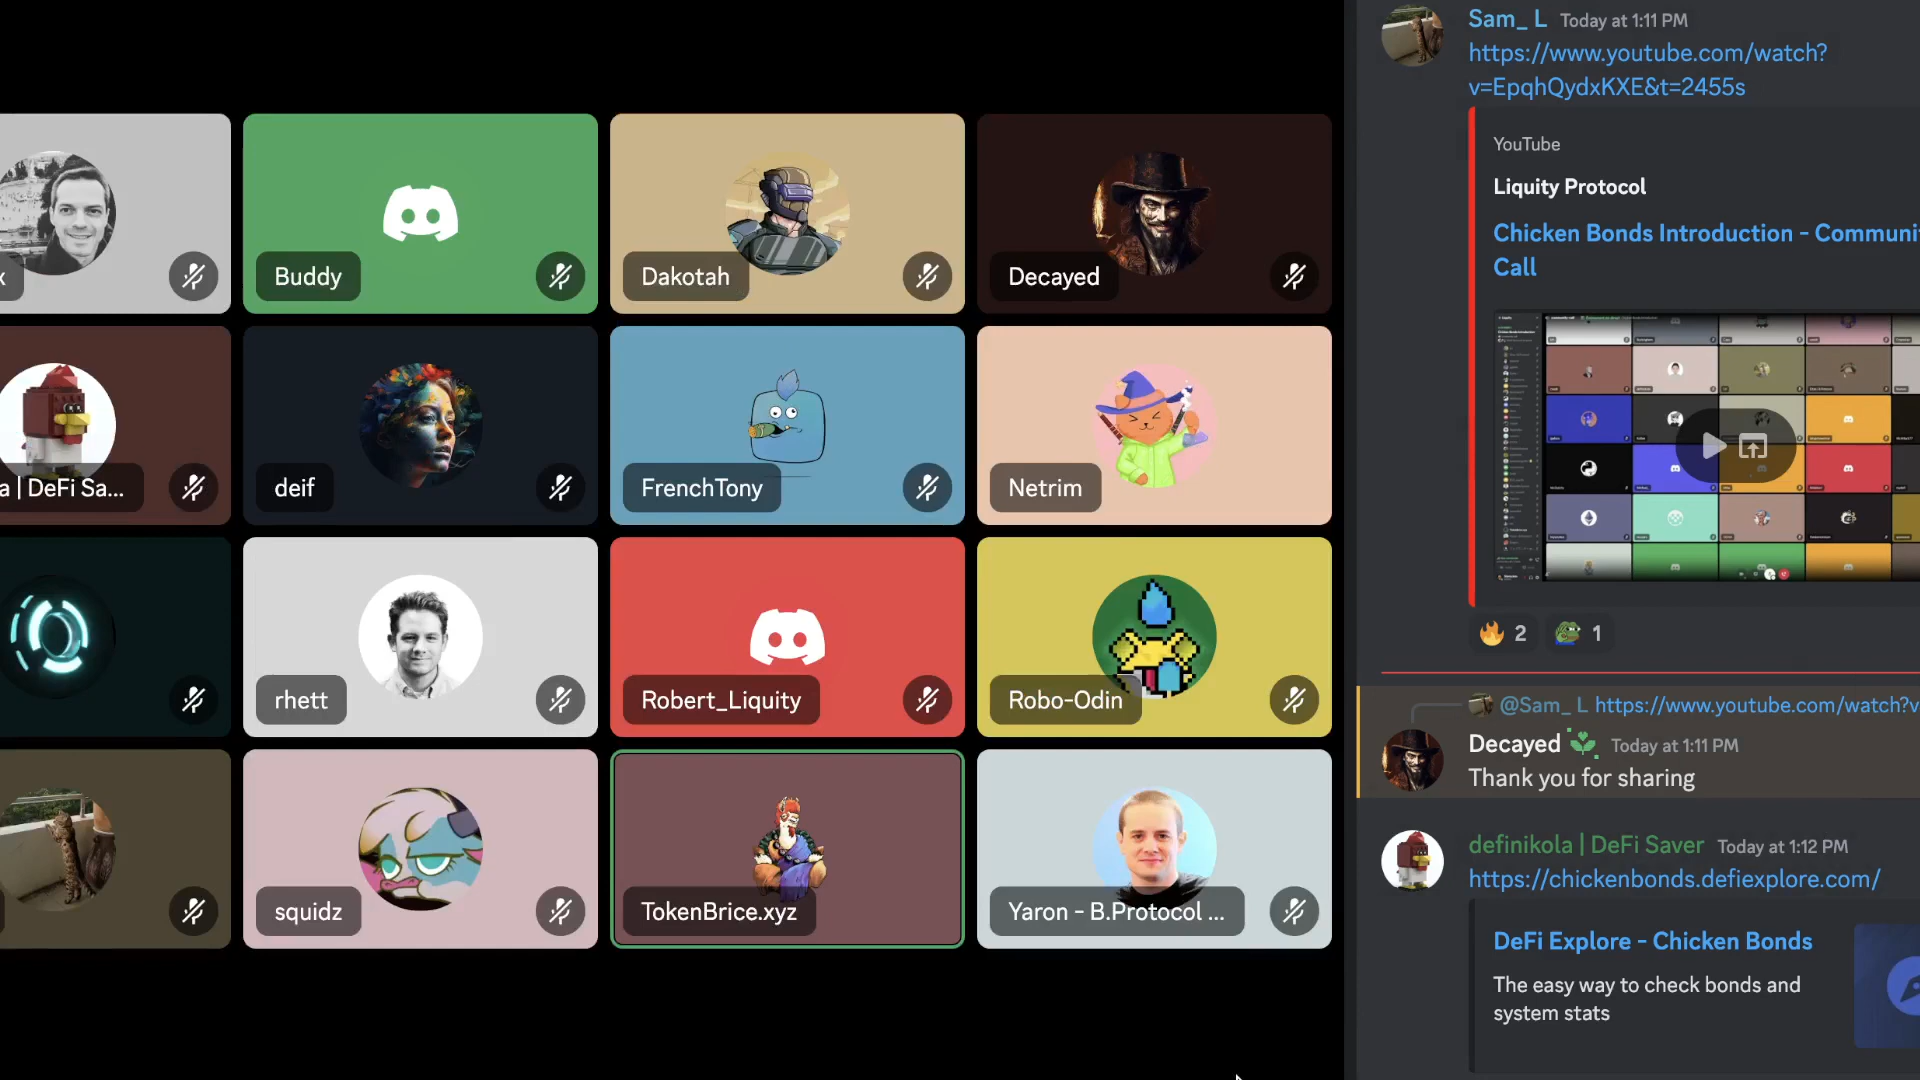 x
Buddy
Dakotah
Decayed
a | DeFi Sa...
deif
FrenchTony
Netrim
rhett
Robert_Liquity
Robo-Odin
squidz
TokenBrice.xyz
Yaron - B.Protocol ...
Sam_ L Today at 1:11 PM
https://www.youtube.com/watch?
v=EpqhQydxKXE&t=2455s
YouTube
Liquity Protocol
Chicken Bonds Introduction - Communi
Call
2
1
@Sam_ L https://www.youtube.com/watch?v
Decayed Today at 1:11 PM
Thank you for sharing
definikola | DeFi Saver Today at 1:12 PM
https://chickenbonds.defiexplore.com/
DeFi Explore - Chicken Bonds
The easy way to check bonds and
system stats